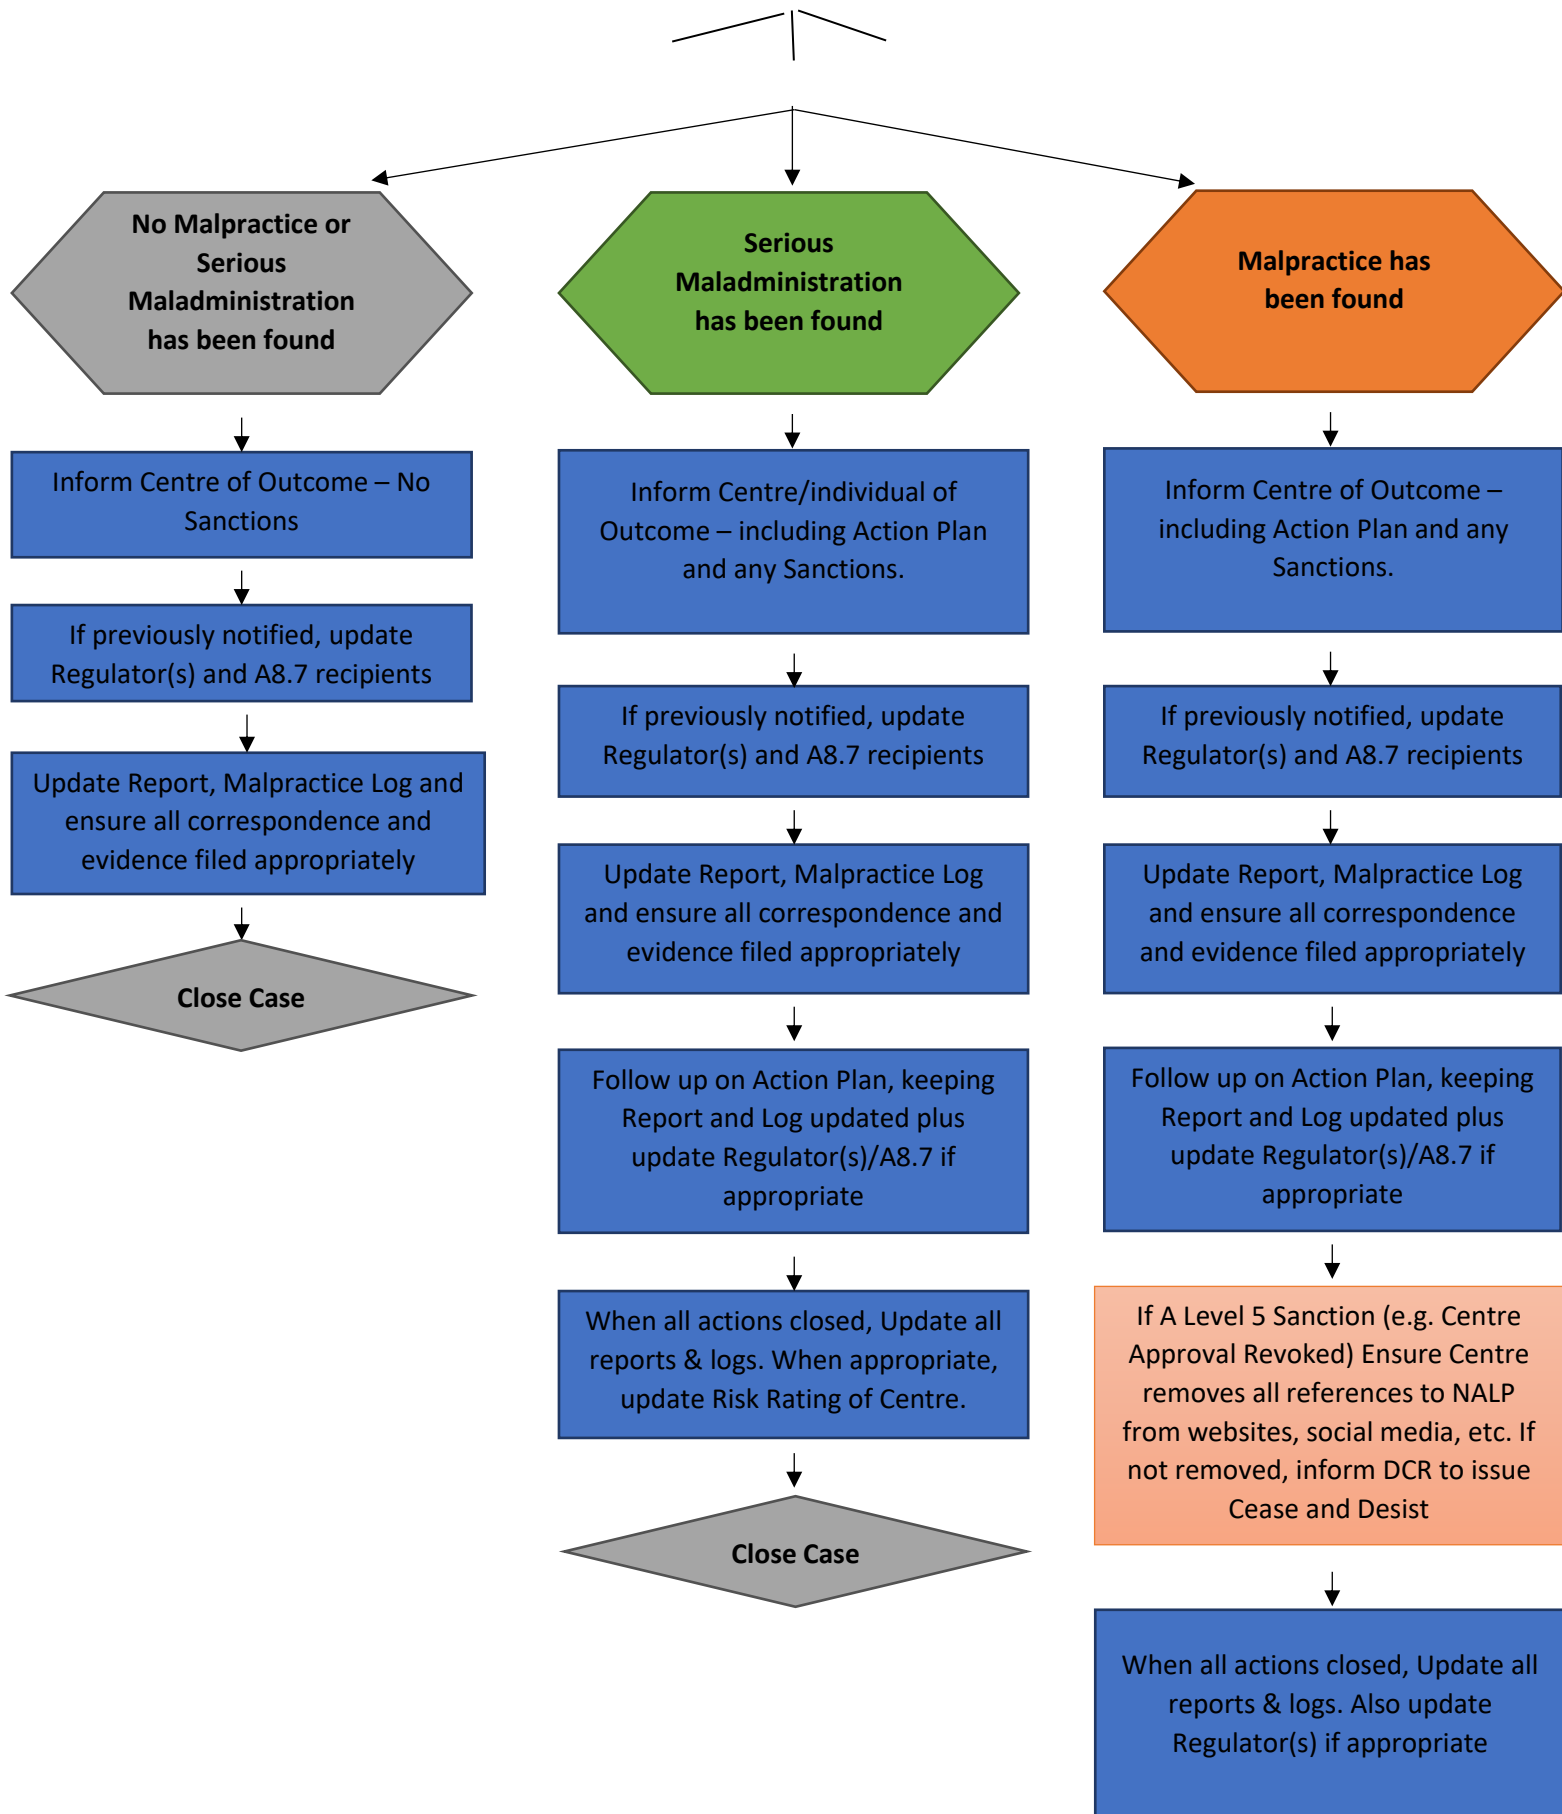 No Malpractice or
Serious
Maladministration
has been found
Inform Centre of Outcome – No
Sanctions
If previously notified, update
Regulator(s) and A8.7 recipients
Update Report, Malpractice Log and
ensure all correspondence and
evidence filed appropriately
Close Case
Serious
Maladministration
has been found
Inform Centre/individual of
Outcome – including Action Plan
and any Sanctions.
If previously notified, update
Regulator(s) and A8.7 recipients
Update Report, Malpractice Log
and ensure all correspondence and
evidence filed appropriately
Follow up on Action Plan, keeping
Report and Log updated plus
update Regulator(s)/A8.7 if
appropriate
When all actions closed, Update all
reports & logs. When appropriate,
update Risk Rating of Centre.
Close Case
Malpractice has
been found
Inform Centre of Outcome –
including Action Plan and any
Sanctions.
If previously notified, update
Regulator(s) and A8.7 recipients
Update Report, Malpractice Log
and ensure all correspondence
and evidence filed appropriately
Follow up on Action Plan, keeping
Report and Log updated plus
update Regulator(s)/A8.7 if
appropriate
If A Level 5 Sanction (e.g. Centre
Approval Revoked) Ensure Centre
removes all references to NALP
from websites, social media, etc. If
not removed, inform DCR to issue
Cease and Desist
When all actions closed, Update all
reports & logs. Also update
Regulator(s) if appropriate